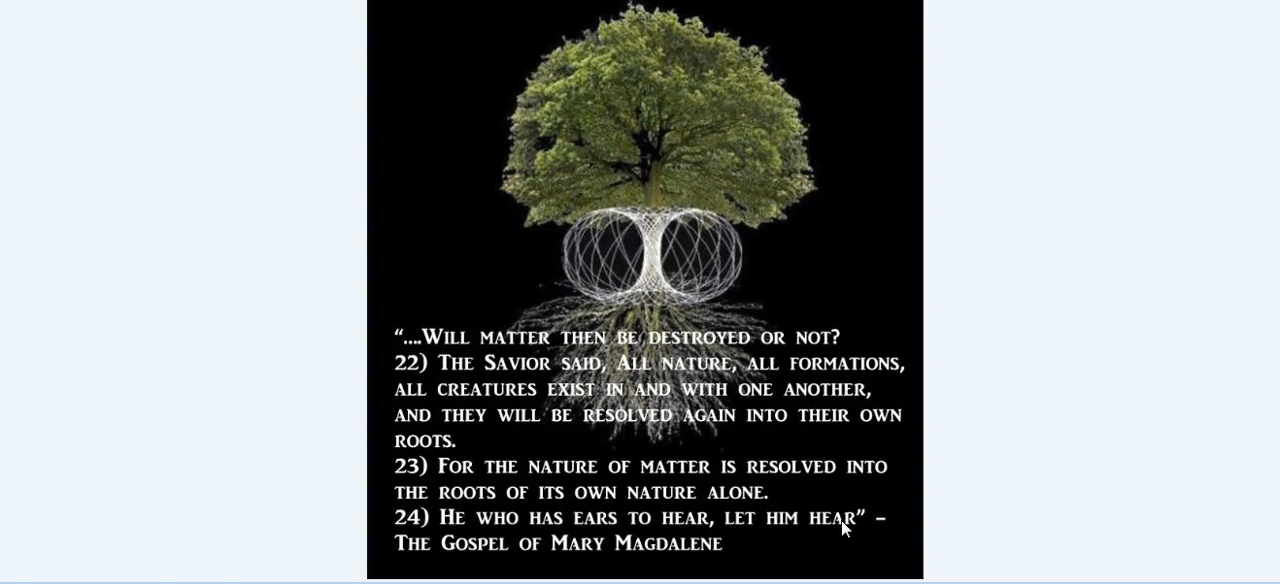 “....Will matter then be destroyed or not?
22) The Savior said, All nature, all formations,
all creatures exist in and with one another,
and they will be resolved again into their own
roots.
23) For the nature of matter is resolved into
the roots of its own nature alone.
24) He who has ears to hear, let him hear” –
The Gospel of Mary Magdalene